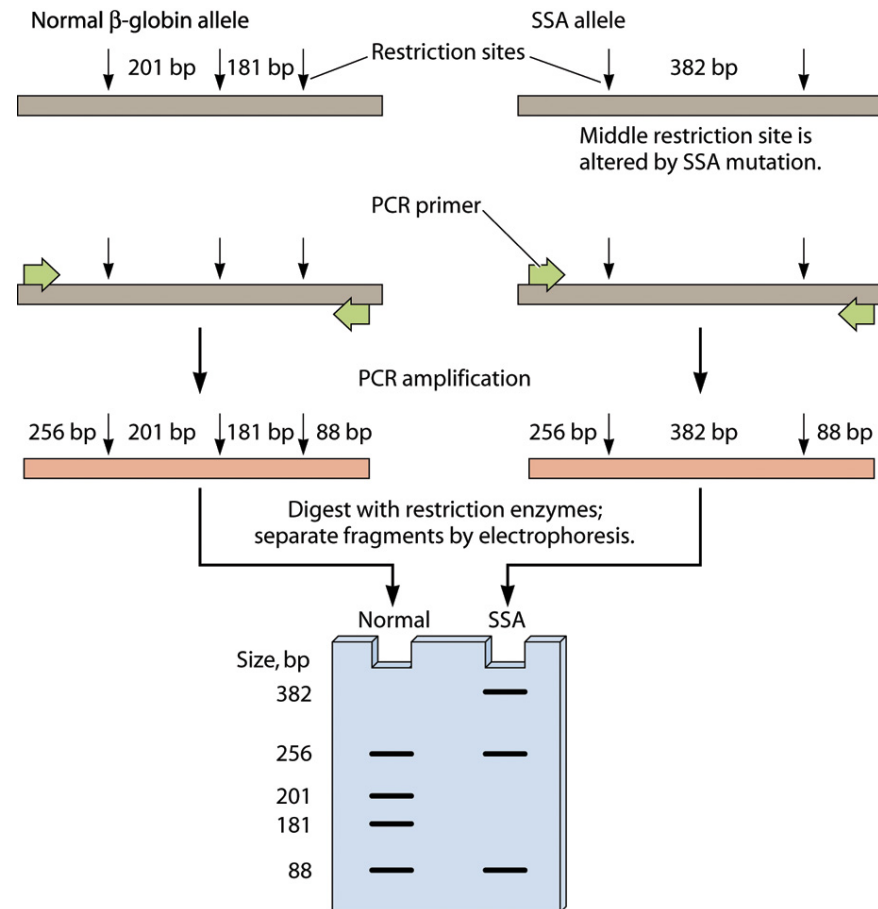 Normal β-globin allele
SSA allele
201 bp
181 bp
Restriction sites
382 bp
Middle restriction site is
altered by SSA mutation.
PCR primer
PCR amplification
256 bp
201 bp
181 bp
88 bp
256 bp
382 bp
88 bp
Digest with restriction enzymes;
separate fragments by electrophoresis.
Normal
SSA
Size, bp
382
256
201
181
88